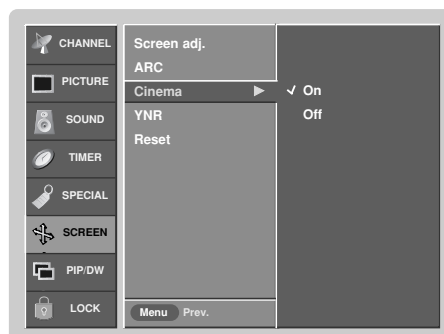 CHANNEL
PICTURE
SOUND
TIMER
SPECIAL
SCREEN
PIP/DW
LOCK
Screen adj.
ARC
Cinema
YNR
Reset
Menu Prev.
On
Off